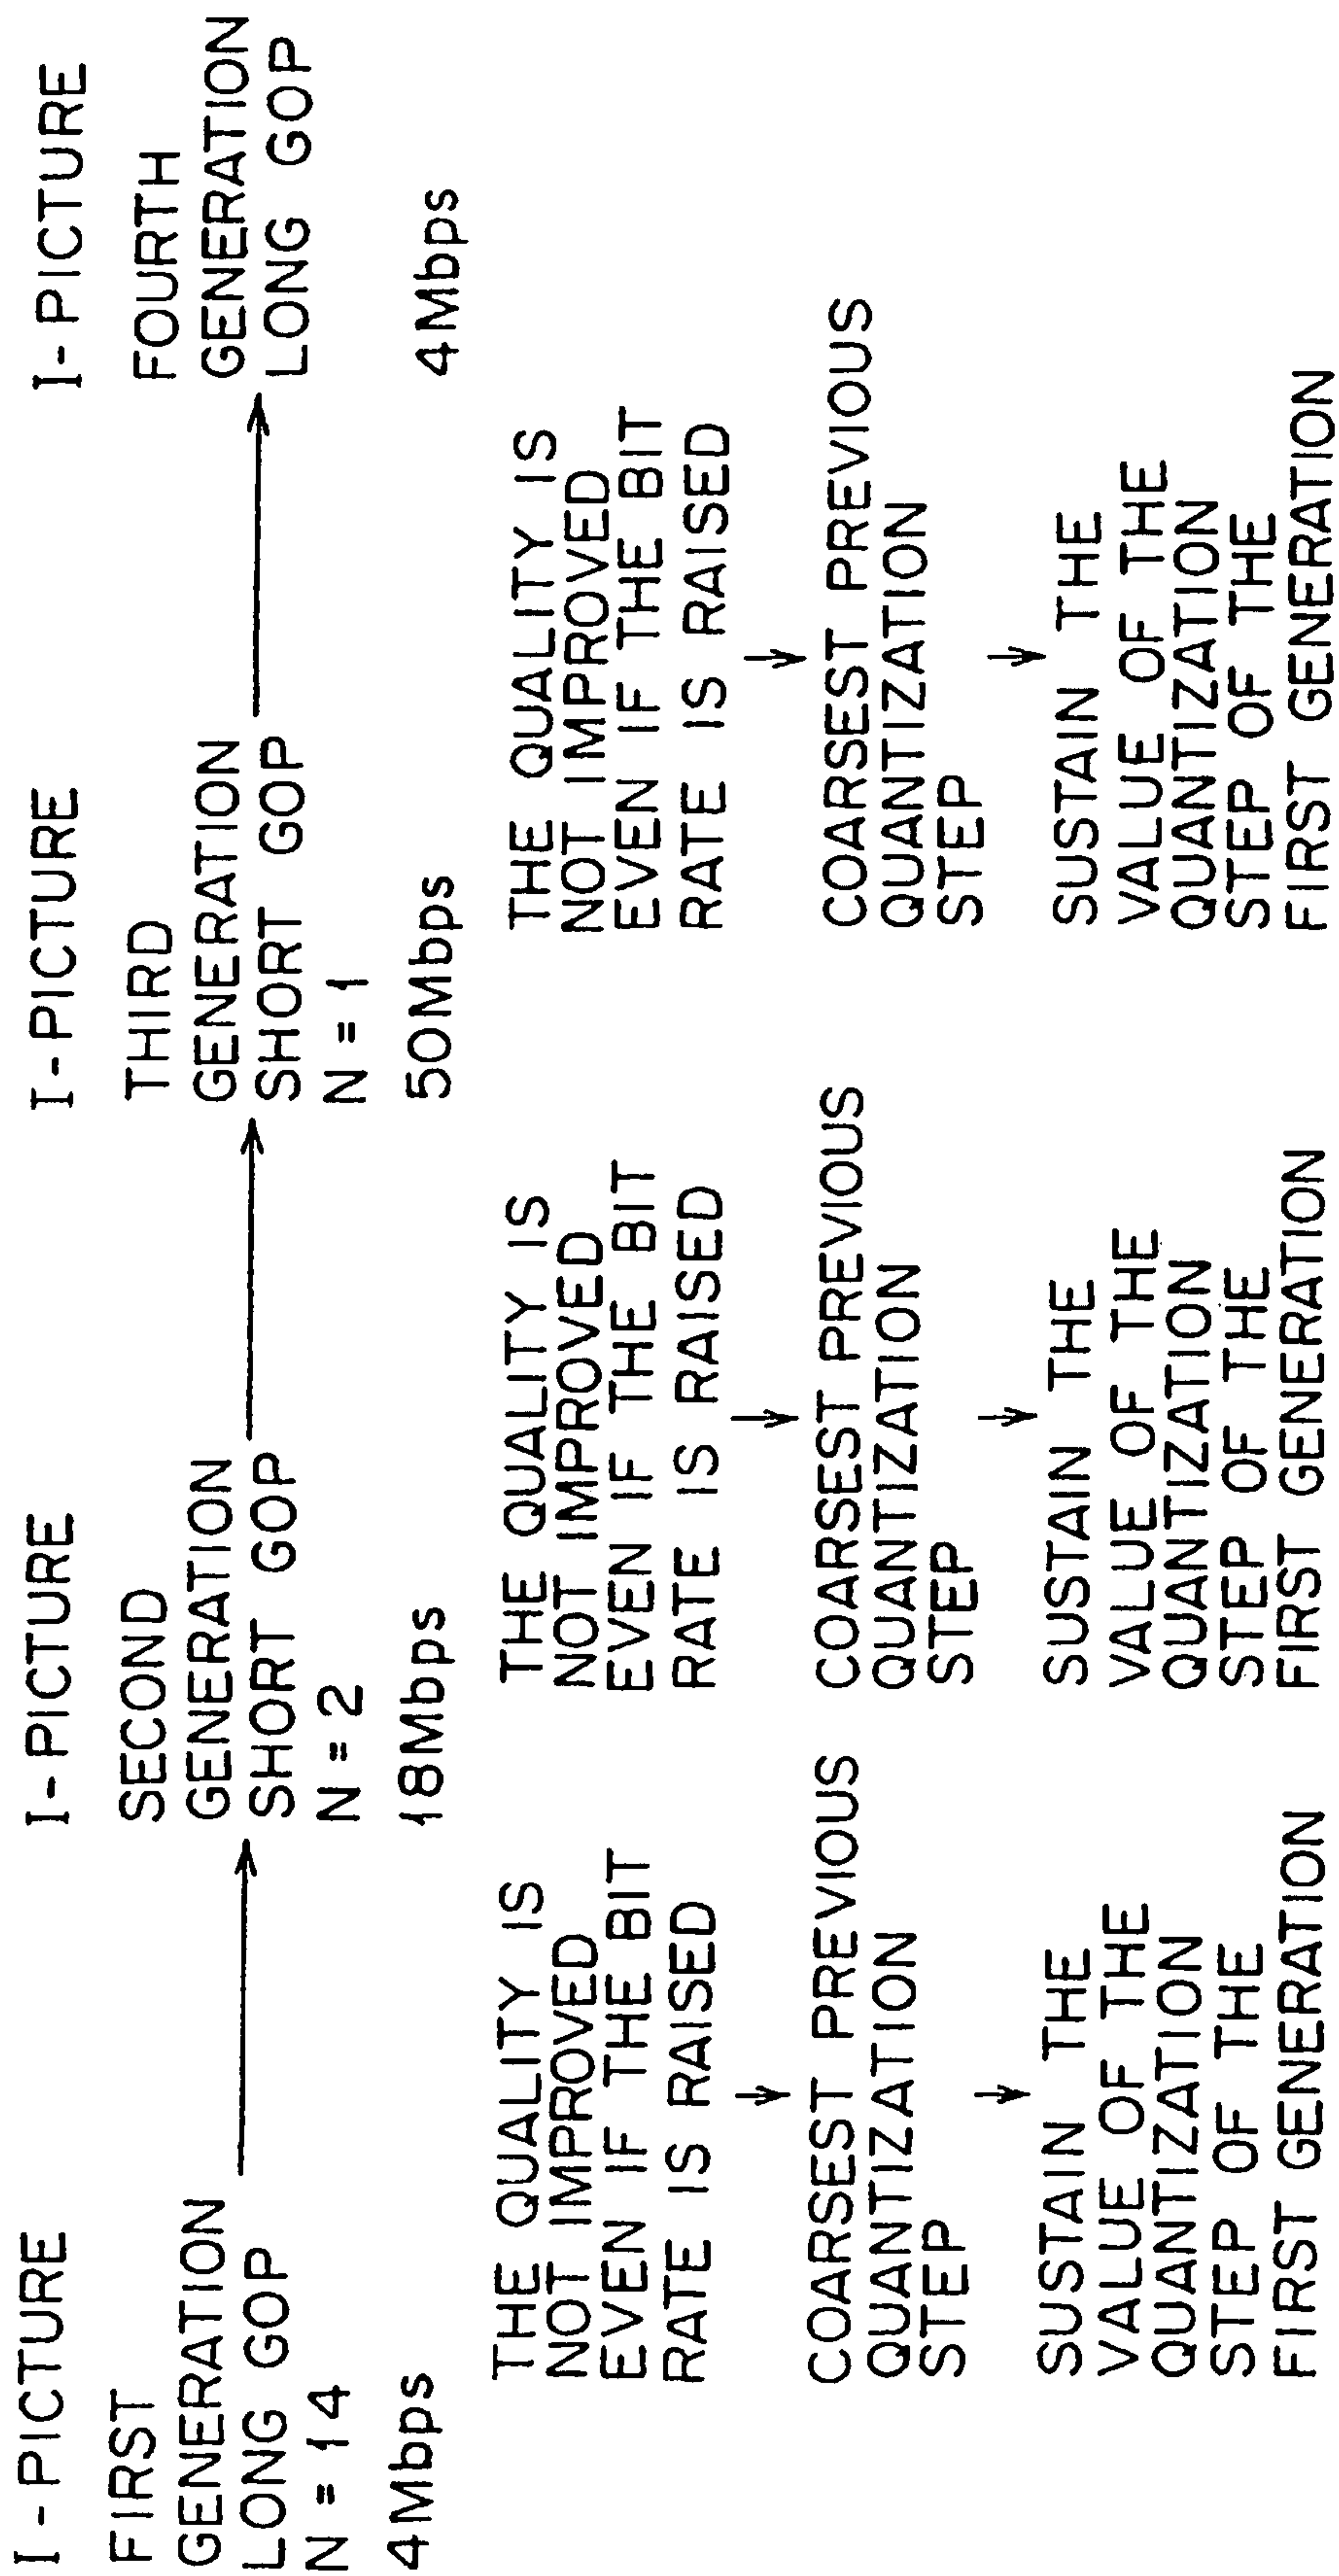 I-PICTURE
FIRST
GENERATION
LONG GOP
N = 14
4Mbps
I-PICTURE
SECOND
GENERATION
SHORT GOP
N = 2
18Mbps
I-PICTURE
THIRD
GENERATION
SHORT GOP
N = 1
50Mbps
I-PICTURE
FOURTH
GENERATION
LONG GOP
4Mbps
THE QUALITY IS
NOT IMPROVED
EVEN IF THE BIT
RATE IS RAISED
COARSEST PREVIOUS
QUANTIZATION
STEP
SUSTAIN THE
VALUE OF THE
QUANTIZATION
STEP OF THE
FIRST GENERATION
THE QUALITY IS
NOT IMPROVED
EVEN IF THE BIT
RATE IS RAISED
COARSEST PREVIOUS
QUANTIZATION
STEP
SUSTAIN THE
VALUE OF THE
QUANTIZATION
STEP OF THE
FIRST GENERATION
THE QUALITY IS
NOT IMPROVED
EVEN IF THE BIT
RATE IS RAISED
COARSEST PREVIOUS
QUANTIZATION
STEP
SUSTAIN THE
VALUE OF THE
QUANTIZATION
STEP OF THE
FIRST GENERATION